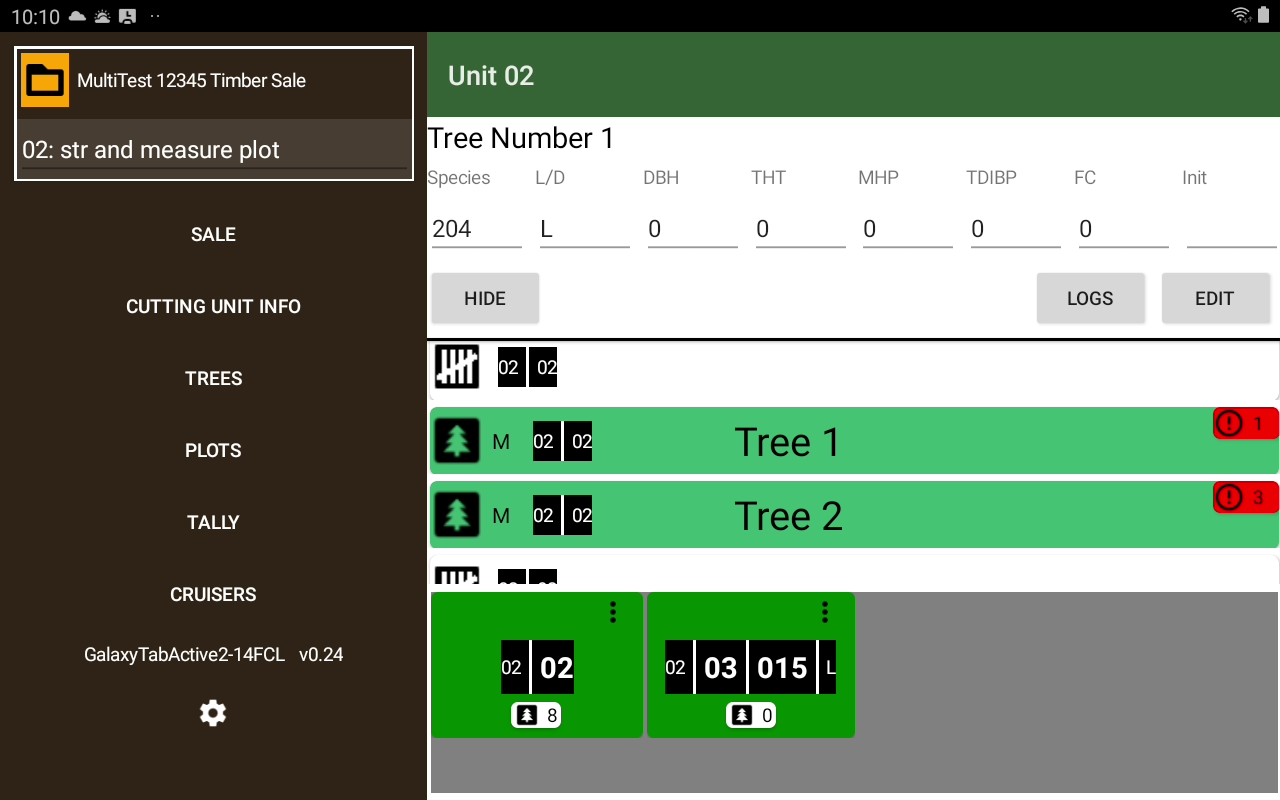 10:10
MultiTest 12345 Timber Sale
02: str and measure plot
SALE
CUTTING UNIT INFO
TREES
PLOTS
TALLY
CRUISERS
GalaxyTabActive2-14FCL v0.24
Unit 02
Tree Number 1
Species L/D DBH THT MHP TDIBP FC Init
204 L 0 0 0 0 0
HIDE LOGS EDIT
02 02
M 02 02 Tree 1 1
M 02 02 Tree 2 3
02 02
02 02
8
02 03 015 L
0